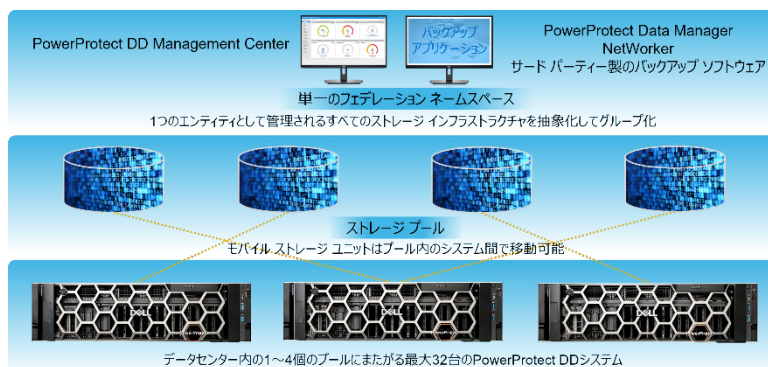 PowerProtect DD Management Center
バックアップ
アプリケーション
PowerProtect Data Manager
NetWorker
サード パーティー製のバックアップ ソフトウェア
単一のフェデレーション ネームスペース
1つのエンティティとして管理されるすべてのストレージ インフラストラクチャを抽象化してグループ化
ストレージ プール
モバイル ストレージ ユニットはプール内のシステム間で移動可能
DELL
PowerProtect
DELL
PowerProtect
DELL
PowerProtect
データセンター内の1～4個のプールにまたがる最大32台のPowerProtect DDシステム